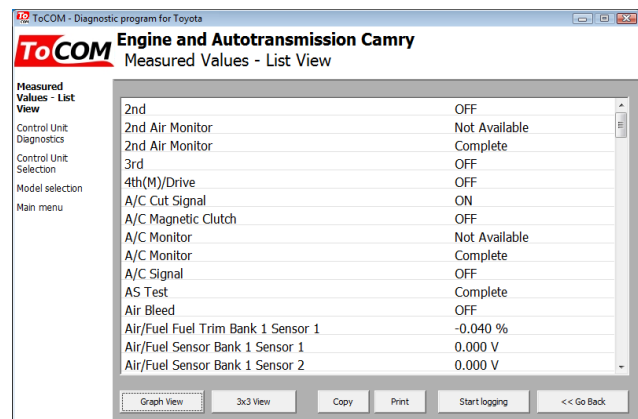 ToCOM - Diagnostic program for Toyota
ToCOM
Engine and Autotransmission Camry
Measured Values - List View
Measured
Values - List
View
Control Unit
Diagnostics
Control Unit
Selection
Model selection
Main menu
2nd OFF
2nd Air Monitor Not Available
2nd Air Monitor Complete
3rd OFF
4th(M)/Drive OFF
A/C Cut Signal ON
A/C Magnetic Clutch OFF
A/C Monitor Not Available
A/C Monitor Complete
A/C Signal OFF
AS Test Complete
Air Bleed OFF
Air/Fuel Fuel Trim Bank 1 Sensor 1 -0.040 %
Air/Fuel Sensor Bank 1 Sensor 1 0.000 V
Air/Fuel Sensor Bank 1 Sensor 2 0.000 V
Graph View 3x3 View Copy Print Start logging << Go Back